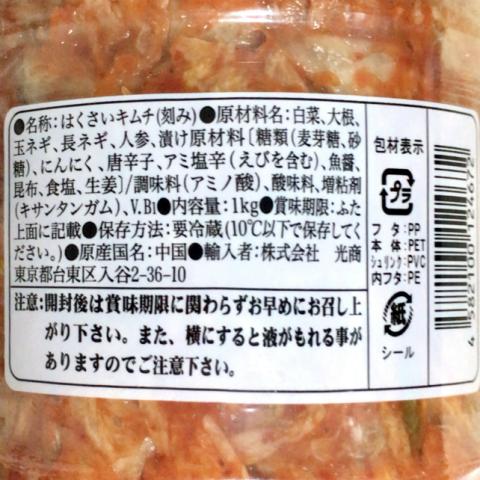 ●名称：はくさいキムチ(刻み)●原材料名：白菜、大根、
玉ネギ、長ネギ、人参、漬け原材料〔糖類(麦芽糖、砂
糖)、にんにく、唐辛子、アミ塩辛(えびを含む)、魚醤、
昆布、食塩、生姜〕/調味料(アミノ酸)、酸味料、増粘剤
(キサンタンガム)、V.B1●内容量：1kg●賞味期限：ふた
上面に記載●保存方法：要冷蔵(10℃以下で保存してく
ださい。)●原産国名：中国●輸入者：株式会社 光商
東京都台東区入谷2-36-10
注意：開封後は賞味期限に関わらずお早めにお召し上
がり下さい。また、横にすると液がもれる事が
ありますのでご注意下さい。
包材表示
プラ
フタ：PP
本体：PET
シュリンク：PVC
内フタ：PE
紙
シール
4 582100 124672